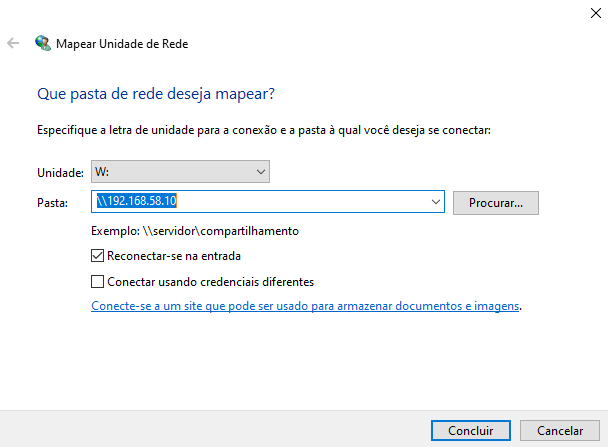 Mapear Unidade de Rede
Que pasta de rede deseja mapear?
Especifique a letra de unidade para a conexão e a pasta à qual você deseja se conectar:
Unidade: W:
Pasta: \\192.168.58.10 Procurar...
Exemplo: \\servidor\compartilhamento
Reconectar-se na entrada
Conectar usando credenciais diferentes
Conecte-se a um site que pode ser usado para armazenar documentos e imagens.
Concluir Cancelar